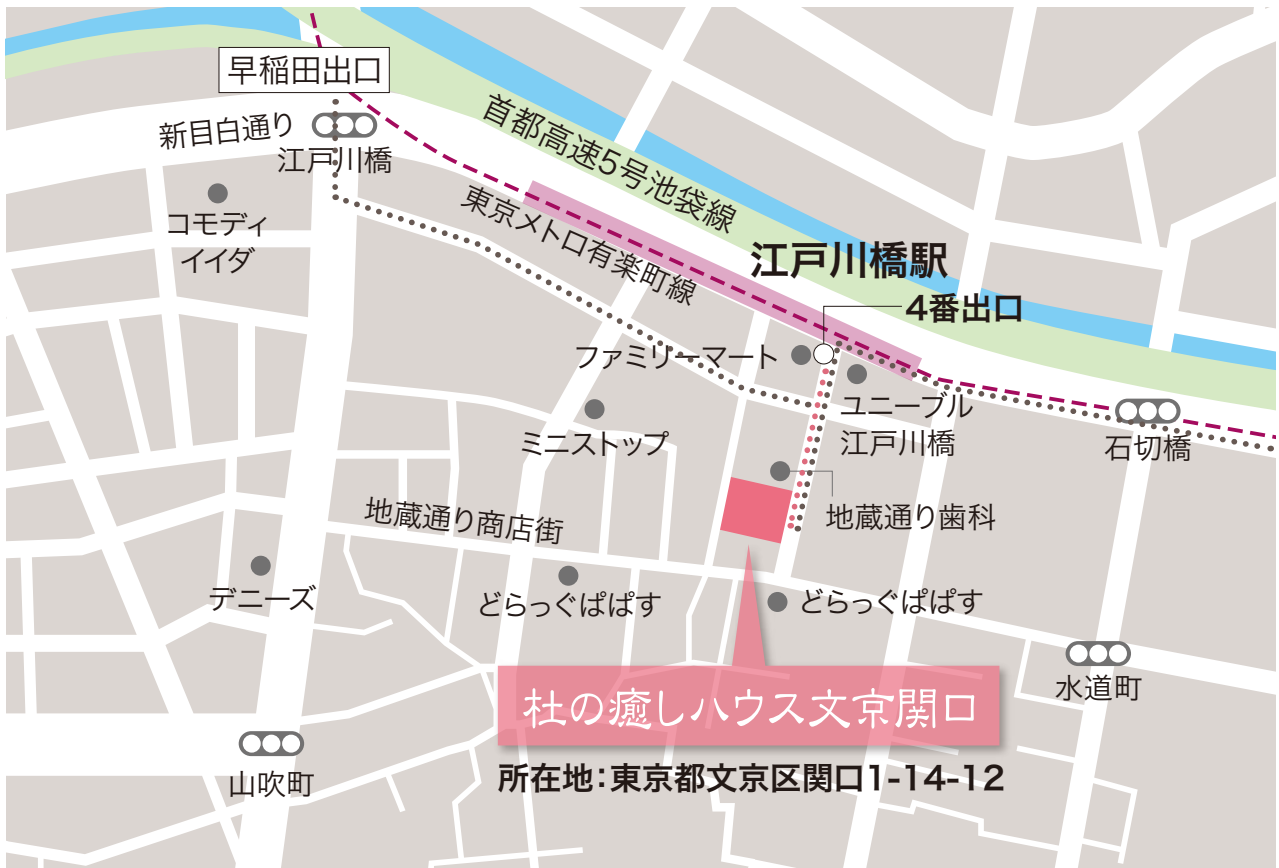 早稲田出口
新目白通り
江戸川橋
首都高速5号池袋線
コモディ
イイダ
東京メトロ有楽町線
江戸川橋駅
4番出口
ファミリーマート
ユニーブル
江戸川橋
ミニストップ
石切橋
地蔵通り商店街
地蔵通り歯科
デニーズ
どらっぐぱぱす
どらっぐぱぱす
水道町
杜の癒しハウス文京関口
山吹町
所在地:東京都文京区関口1-14-12